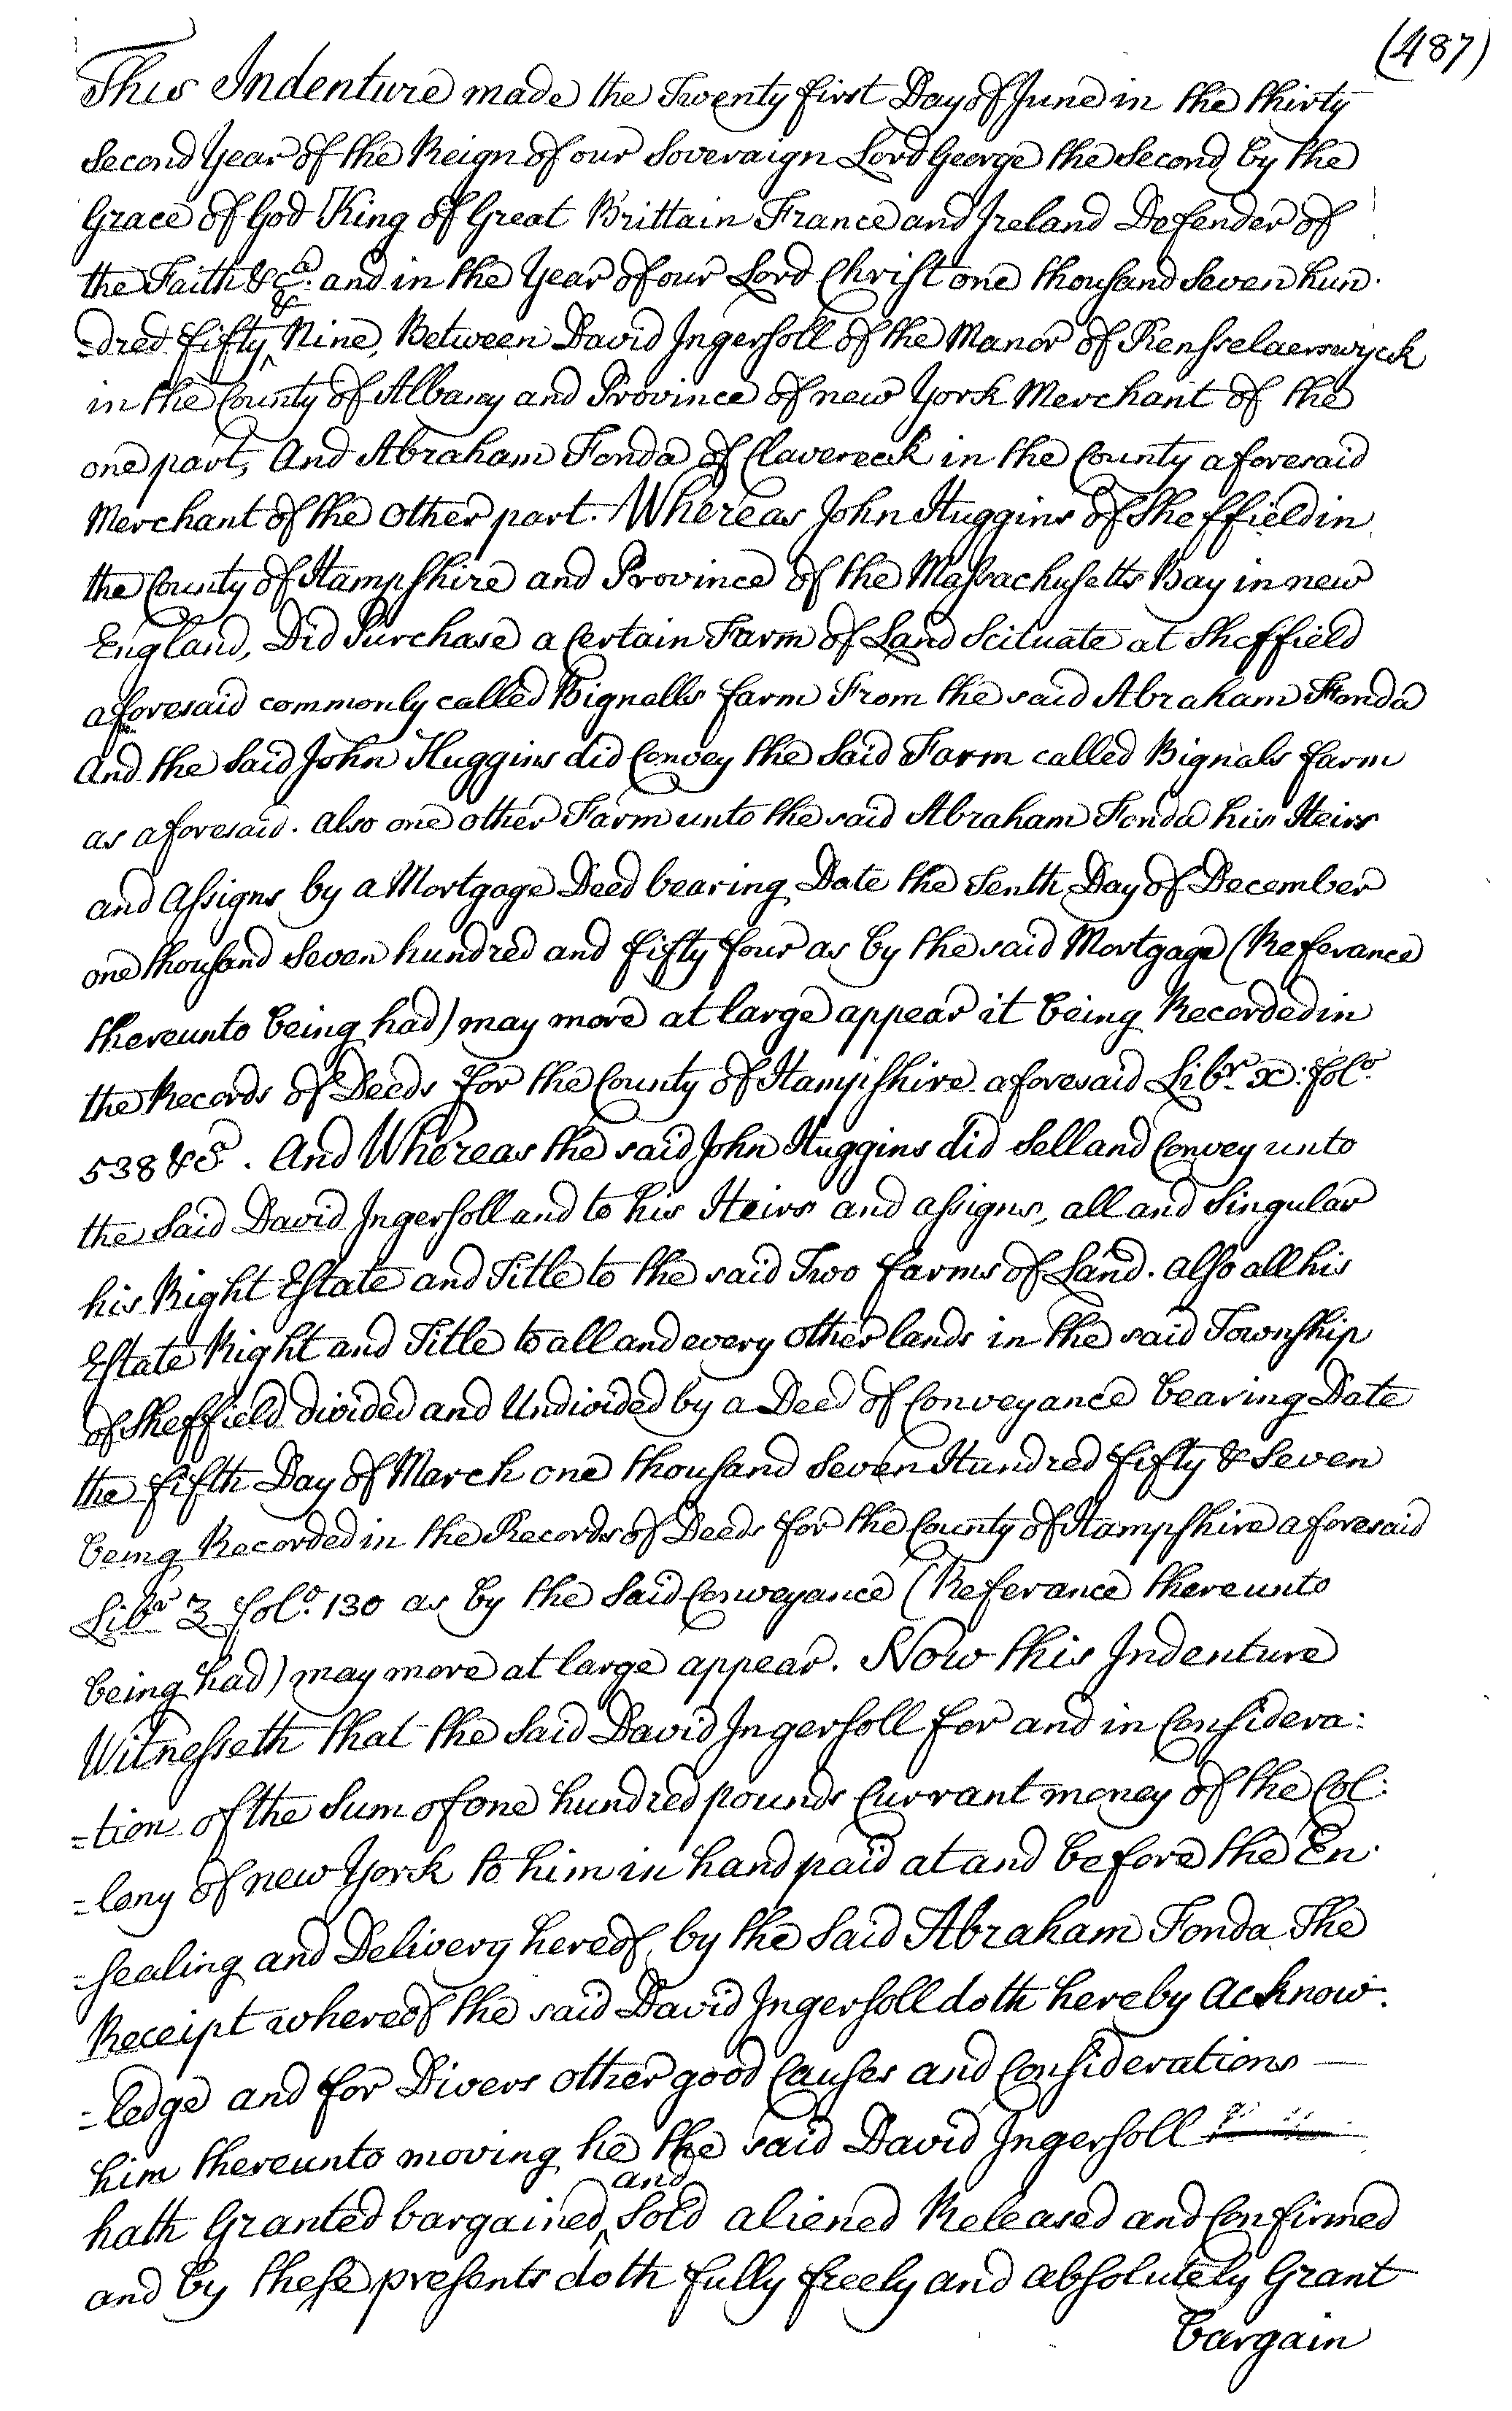 (487)
This Indenture made the Twenty first Day of June in the thirty
Second Year of the Reign of our Soveraign Lord George the Second by the
Grace of God King of Great Brittain France and Ireland Defender of
the Faith &ca. and in the Year of our Lord Christ one thousand Seven hun-
-dred fifty & Nine, Between David Ingersoll of the Manor of Rensselaerswyck
in the County of Albany and Province of new York Merchant of the
one part, And Abraham Fonda of Clavereck in the County aforesaid
Merchant of the other part. Whereas John Huggins of Sheffield in
the County of Hampshire and Province of the Massachusetts Bay in new
England, Did Purchase a Certain Farm of Land Scituate at Sheffield
aforesaid commonly called Bignalls Farm From the said Abraham Fonda
And the Said John Huggins did Convey the Said Farm called Bignals Farm
as aforesaid. also one other Farm unto the said Abraham Fonda his Heirs
and Assigns by a Mortgage Deed bearing Date the Tenth Day of December
one thousand Seven hundred and fifty four as by the said Mortgage (Referance
thereunto being had) may more at large appear it being Recorded in
the Records of Deeds for the County of Hampshire aforesaid Libr. x: folo.
538 &c. And Whereas the said John Huggins did Sell and Convey unto
the Said David Ingersoll and to his Heirs and assigns, all and Singular
his Right Estate and Title to the said Two Farms of Land. also all his
Estate Right and Title to all and every other lands in the said Township
of Sheffield divided and Undivided by a Deed of Conveyance bearing Date
the fifth Day of March one thousand Seven Hundred fifty & Seven
being Recorded in the Records of Deeds for the County of Hampshire aforesaid
Libr. Z folo. 130 as by the Said Conveyance (Referance thereunto
being had) may more at large appear. Now this Indenture
Witnesseth that the Said David Ingersoll for and in Considera:
=tion of the Sum of one hundred pounds Currant money of the Col:
=lony of new York to him in hand paid at and before the En-
-sealing and Delivery hereof, by the Said Abraham Fonda The
Receipt whereof the said David Ingersoll doth hereby Acknow-
-ledge and for Divers other good Causes and Considerations
him thereunto moving he the said David Ingersoll
hath Granted bargained and Sold aliened Released and Confirmed
and by these presents doth fully freely and absolutely Grant
bargain